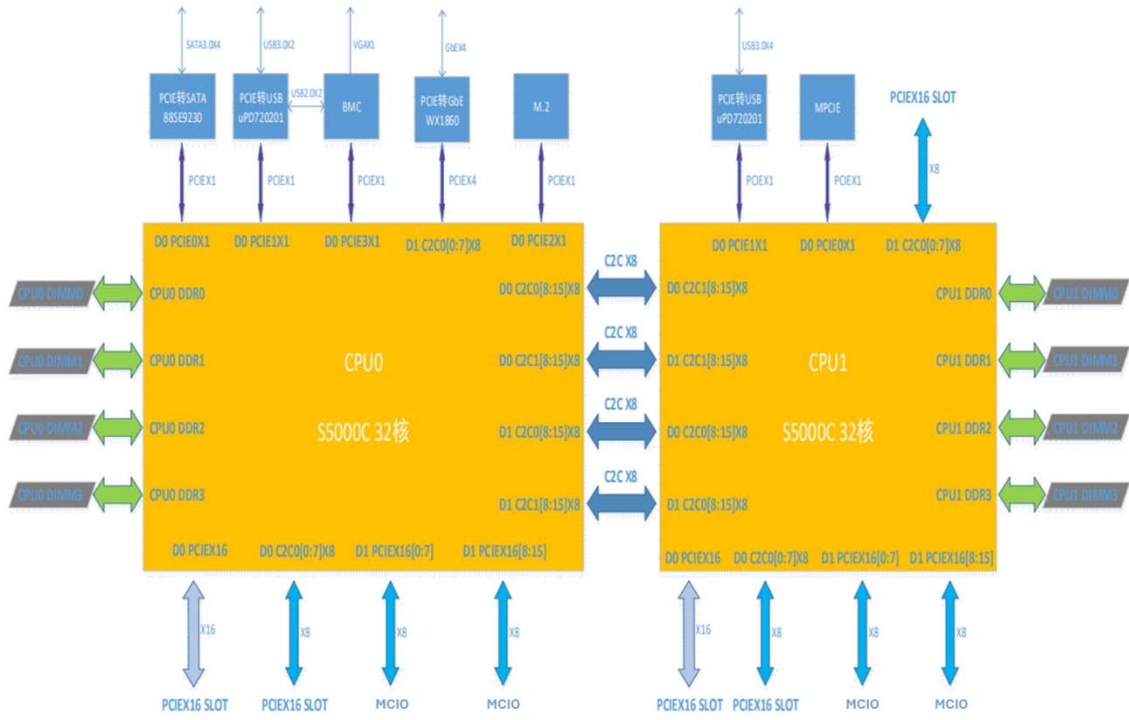 SATA3.0X4
USB3.0X2
VGAX1
GbEX4
USB3.0X4
PCIE转SATA
88SE9230
PCIE转USB
uPD720201
USB2.0X2
BMC
PCIE转GbE
WX1860
M.2
PCIE转USB
uPD720201
MPCIE
PCIEX16 SLOT
PCIEX1
PCIEX1
PCIEX1
PCIEX4
PCIEX1
PCIEX1
PCIEX1
X8
D0 PCIE0X1
D0 PCIE1X1
D0 PCIE3X1
D1 C2C0[0:7]X8
D0 PCIE2X1
D0 PCIE1X1
D0 PCIE0X1
D1 C2C0[0:7]X8
CPU0 DIMM0
CPU0 DDR0
D0 C2C0[8:15]X8
C2C X8
D0 C2C1[8:15]X8
CPU1 DDR0
CPU1 DIMM0
CPU0 DIMM1
CPU0 DDR1
CPU0
D0 C2C1[8:15]X8
C2C X8
D1 C2C1[8:15]X8
CPU1
CPU1 DDR1
CPU1 DIMM1
CPU0 DIMM2
CPU0 DDR2
S5000C 32核
D1 C2C0[8:15]X8
C2C X8
D0 C2C0[8:15]X8
S5000C 32核
CPU1 DDR2
CPU1 DIMM2
CPU0 DIMM3
CPU0 DDR3
D1 C2C1[8:15]X8
C2C X8
D1 C2C0[8:15]X8
CPU1 DDR3
CPU1 DIMM3
D0 PCIEX16
D0 C2C0[0:7]X8
D1 PCIEX16[0:7]
D1 PCIEX16[8:15]
D0 PCIEX16
D0 C2C0[0:7]X8
D1 PCIEX16[0:7]
D1 PCIEX16[8:15]
X16
X8
X8
X8
X16
X8
X8
X8
PCIEX16 SLOT
PCIEX16 SLOT
MCIO
MCIO
PCIEX16 SLOT
PCIEX16 SLOT
MCIO
MCIO